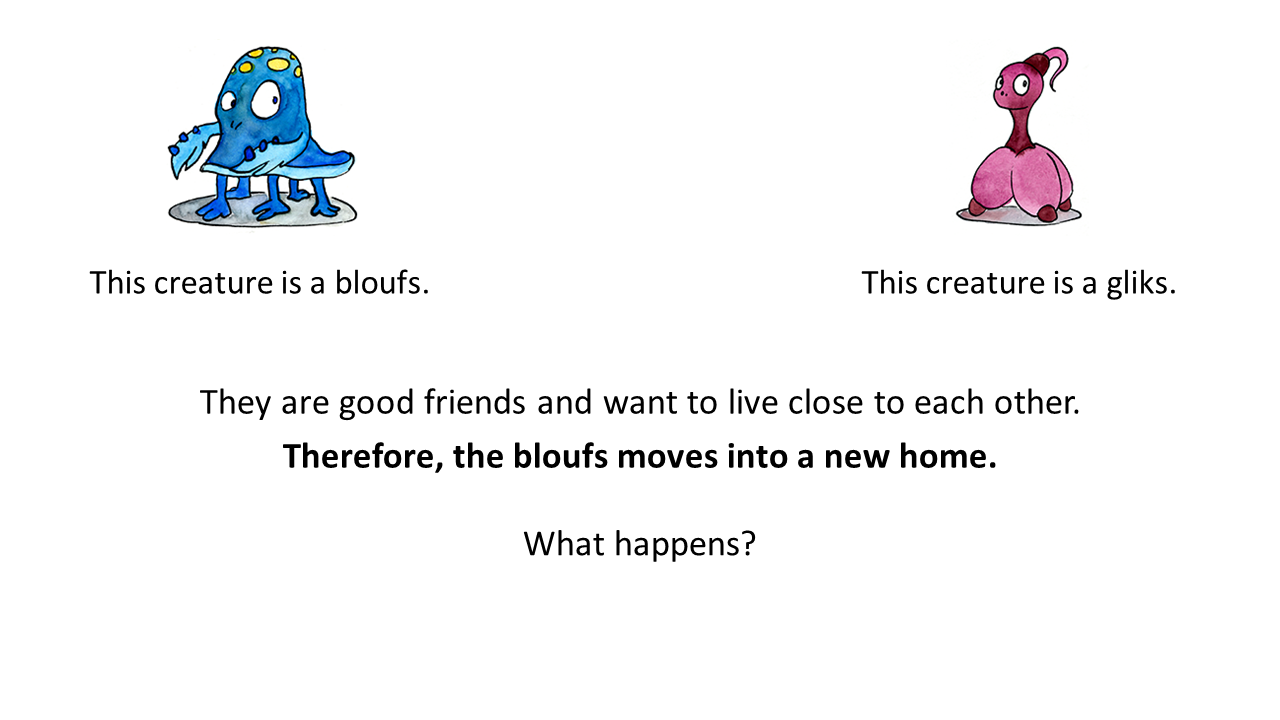 This creature is a bloufs.
This creature is a gliks.
They are good friends and want to live close to each other.
Therefore, the bloufs moves into a new home.
What happens?